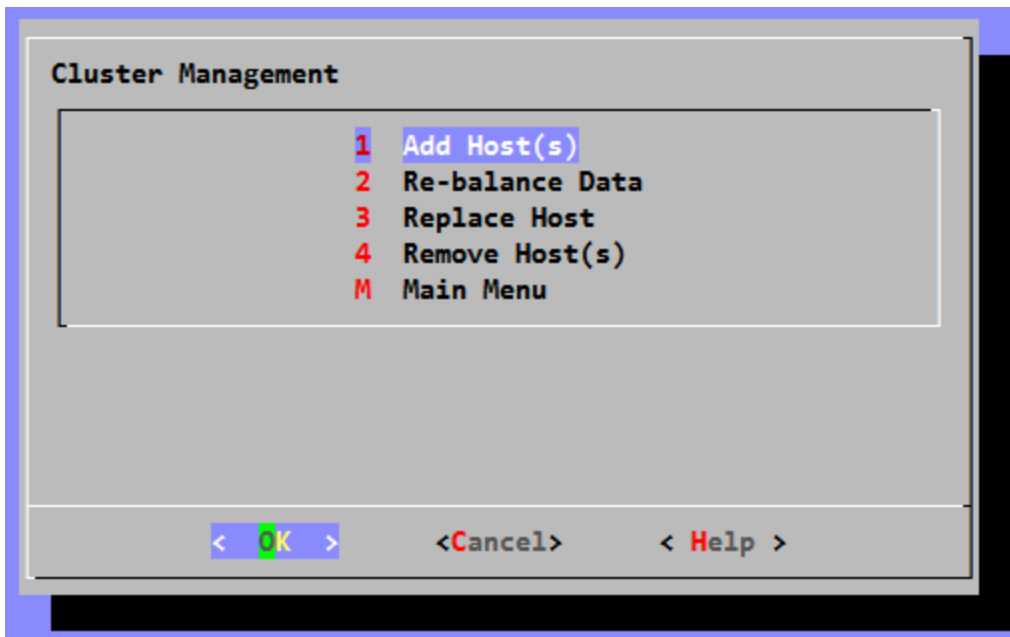 Cluster Management
1 Add Host(s)
2 Re-balance Data
3 Replace Host
4 Remove Host(s)
M Main Menu
< OK > <Cancel> < Help >